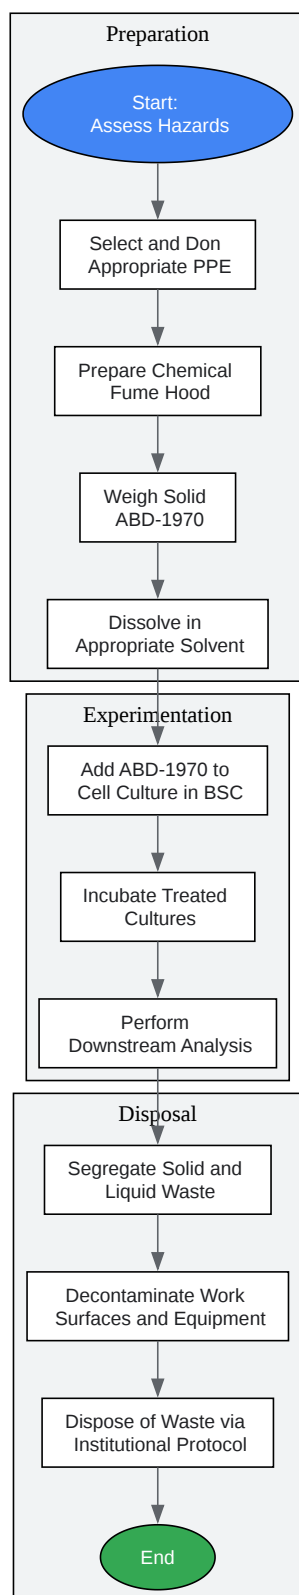 Preparation
Start:
Assess Hazards
Select and Don
Appropriate PPE
Prepare Chemical
Fume Hood
Weigh Solid
ABD-1970
Dissolve in
Appropriate Solvent
Experimentation
Add ABD-1970 to
Cell Culture in BSC
Incubate Treated
Cultures
Perform
Downstream Analysis
Disposal
Segregate Solid and
Liquid Waste
Decontaminate Work
Surfaces and Equipment
Dispose of Waste via
Institutional Protocol
End